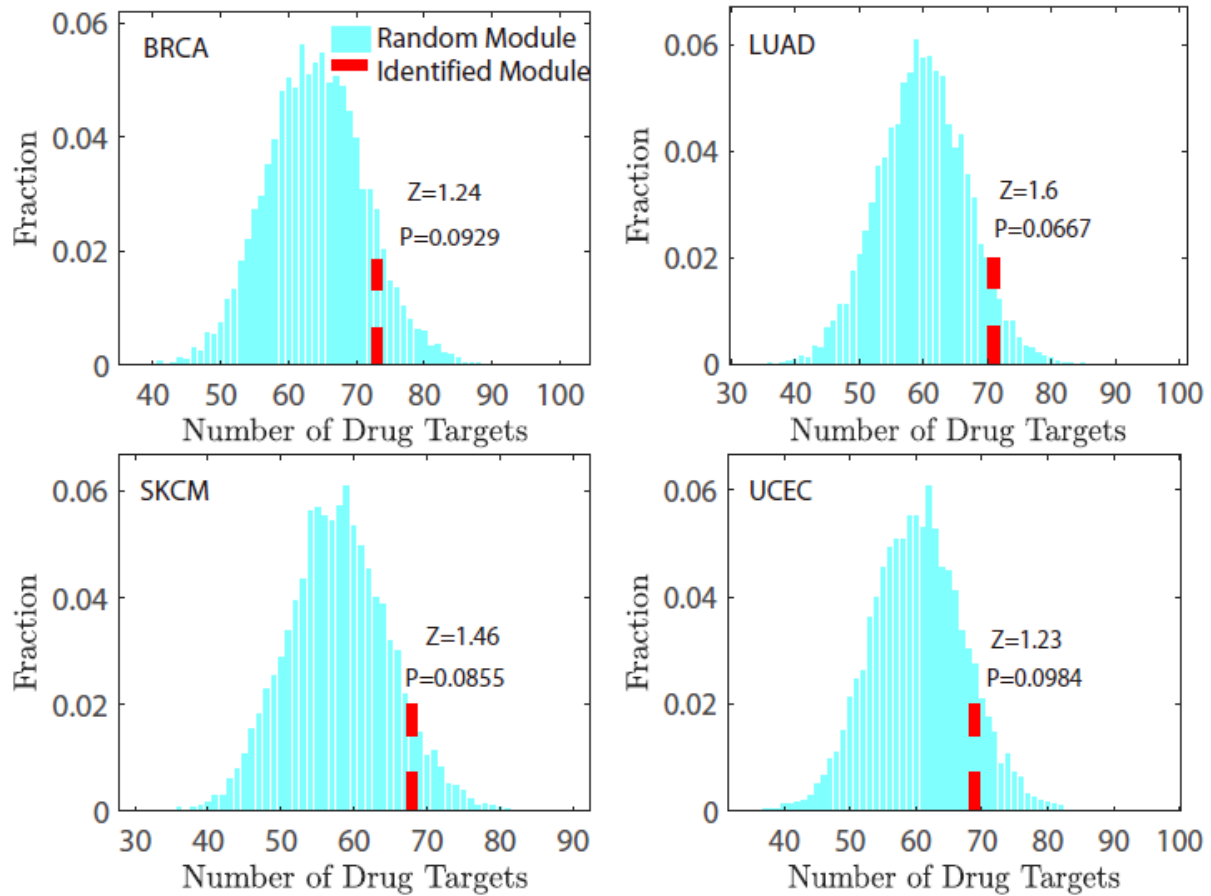 BRCA
Random Module
Identified Module
Z=1.24
P=0.0929
0.06
0.04
0.02
0
Fraction
40 50 60 70 80 90 100
Number of Drug Targets
LUAD
Z=1.6
P=0.0667
0.06
0.04
0.02
0
Fraction
30 40 50 60 70 80 90 100
Number of Drug Targets
SKCM
Z=1.46
P=0.0855
0.06
0.04
0.02
0
Fraction
30 40 50 60 70 80 90
Number of Drug Targets
UCEC
Z=1.23
P=0.0984
0.06
0.04
0.02
0
Fraction
40 50 60 70 80 90 100
Number of Drug Targets